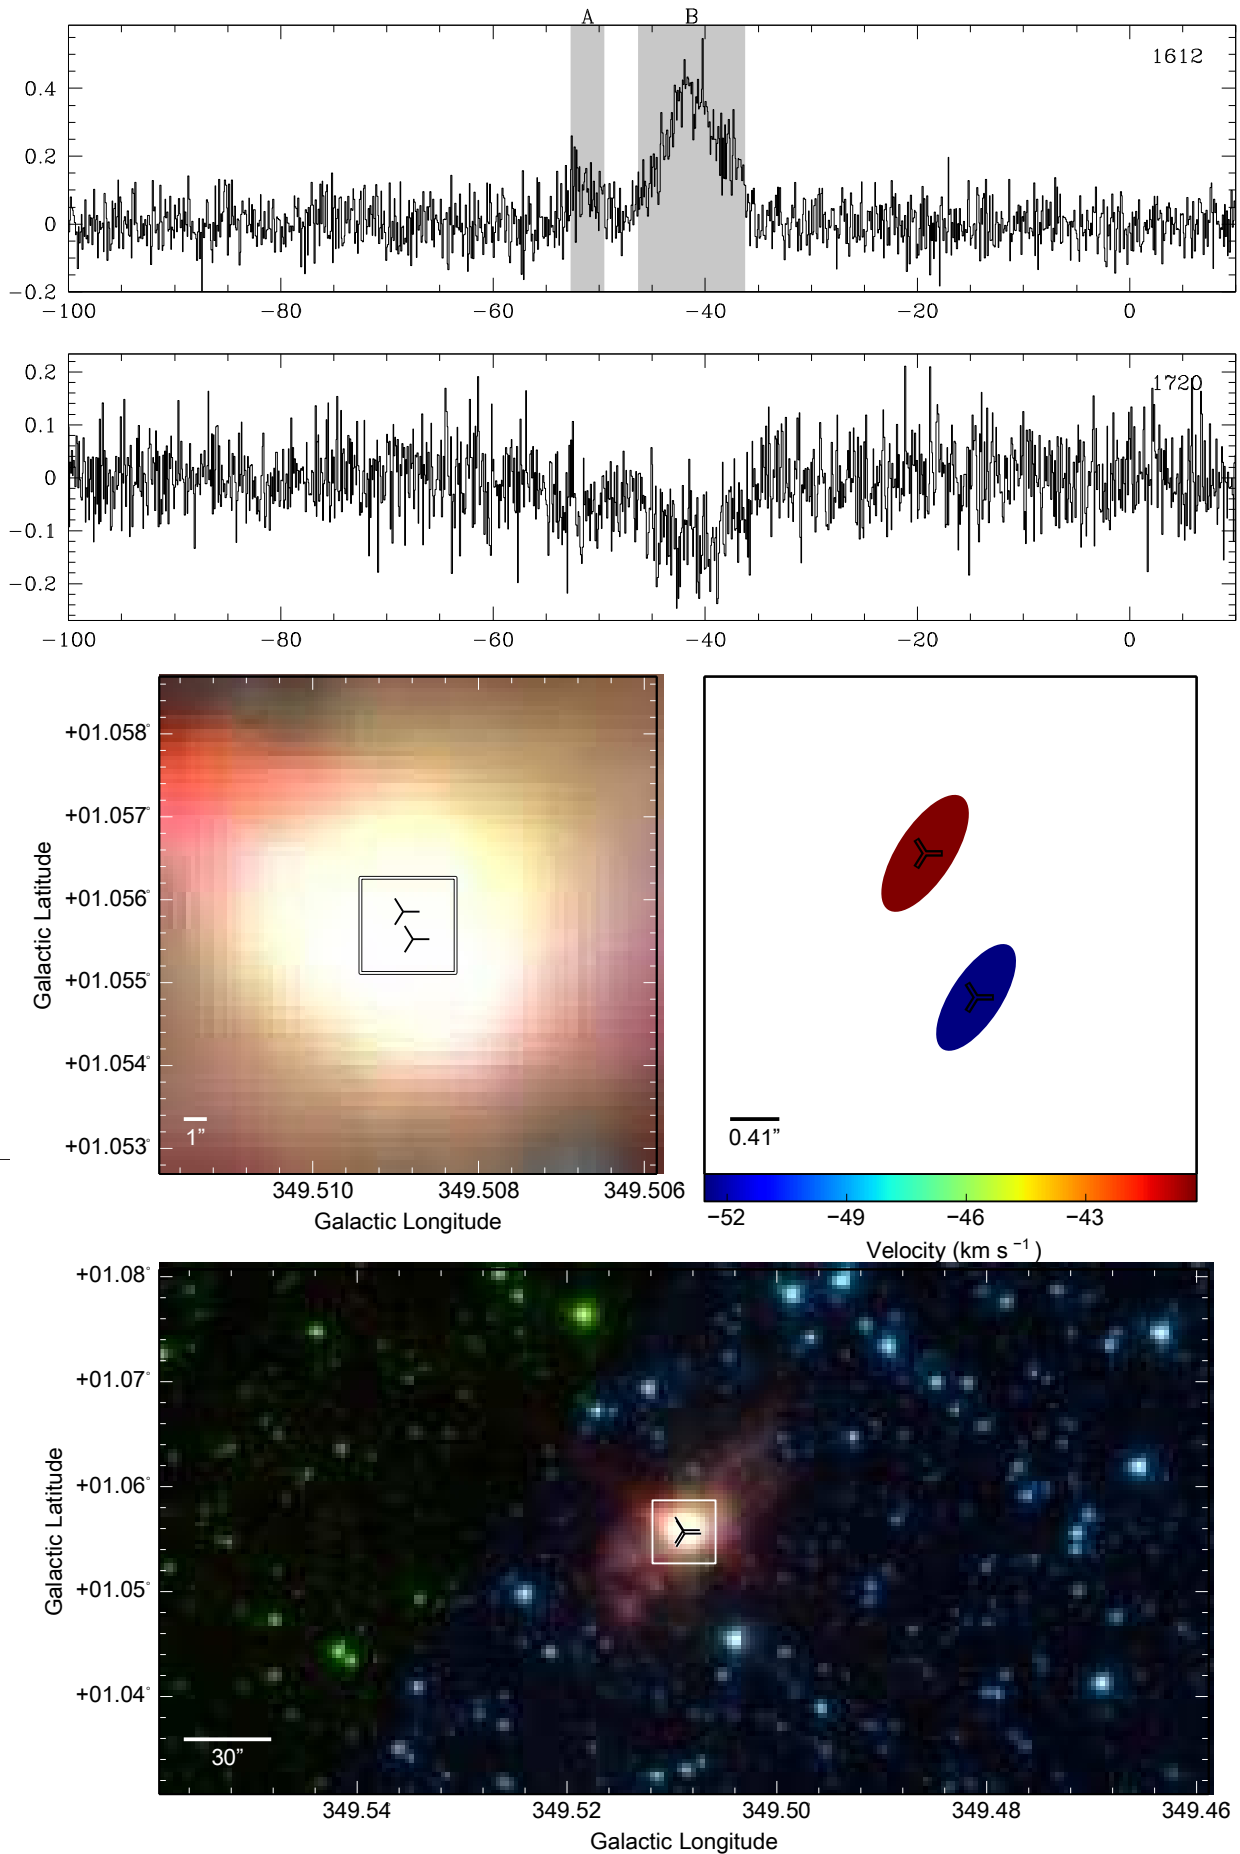 A B
1612
0.4
0.2
0
−0.2
−100 −80 −60 −40 −20 0
1720
0.2
0.1
0
−0.1
−0.2
−100 −80 −60 −40 −20 0
+01.058°
+01.057°
+01.056°
+01.055°
+01.054°
+01.053°
Galactic Latitude
1”
349.510 349.508 349.506
Galactic Longitude
0.41”
−52 −49 −46 −43
Velocity (km s −1 )
+01.08°
+01.07°
+01.06°
+01.05°
+01.04°
Galactic Latitude
30”
349.54 349.52 349.50 349.48 349.46
Galactic Longitude